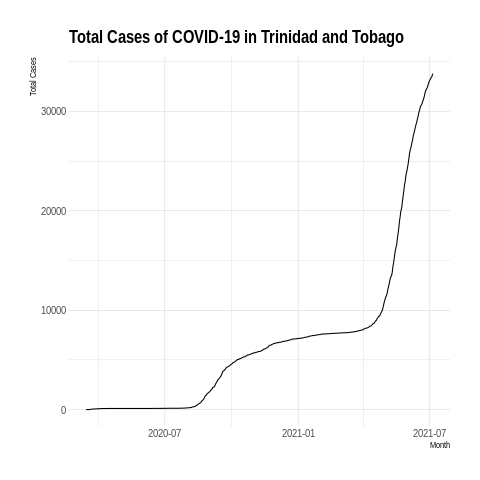 Total Cases of COVID-19 in Trinidad and Tobago
Total Cases
30000
20000
10000
0
2020-07 2021-01 2021-07
Month